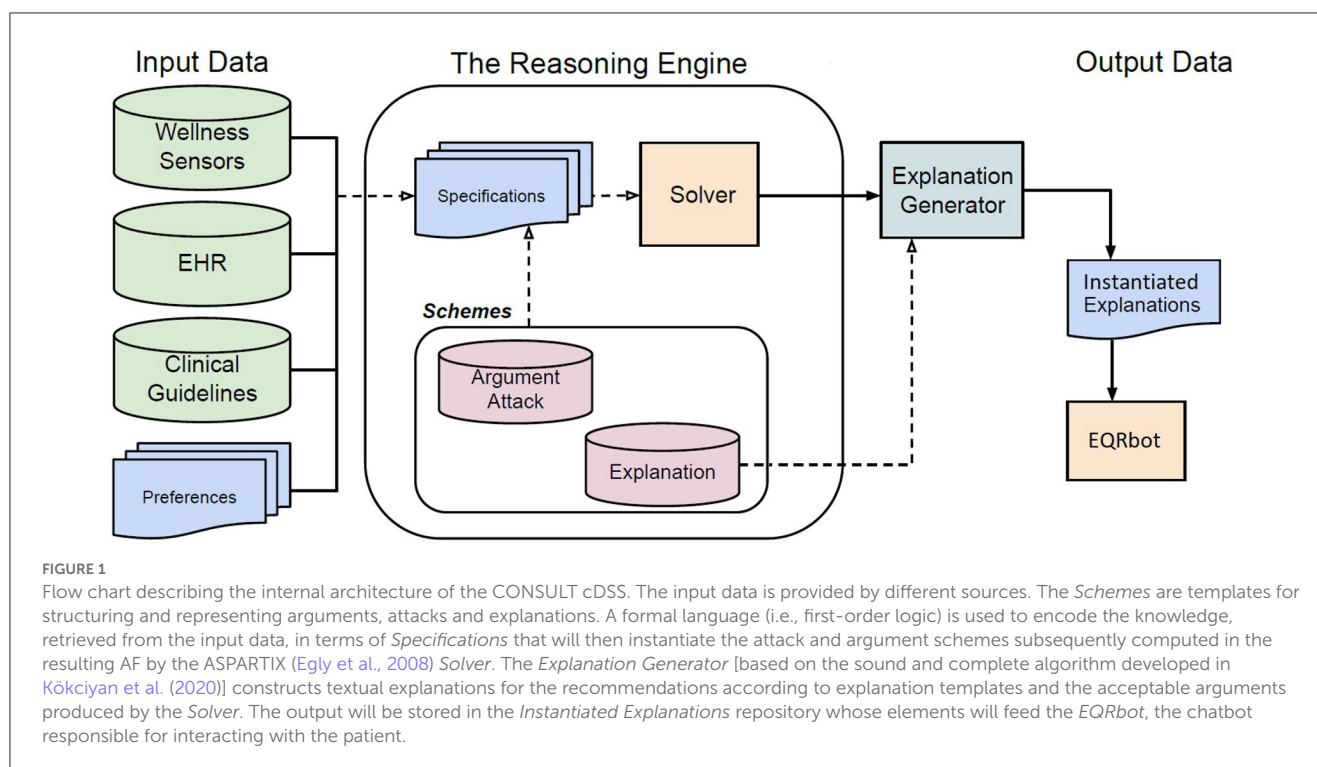 Input Data
The Reasoning Engine
Output Data
Wellness
Sensors
EHR
Clinical
Guidelines
Preferences
Specifications
Solver
Schemes
Argument
Attack
Explanation
Explanation
Generator
Instantiated
Explanations
EQRbot
FIGURE 1
Flow chart describing the internal architecture of the CONSULT cDSS. The input data is provided by different sources. The Schemes are templates for
structuring and representing arguments, attacks and explanations. A formal language (i.e., first-order logic) is used to encode the knowledge,
retrieved from the input data, in terms of Specifications that will then instantiate the attack and argument schemes subsequently computed in the
resulting AF by the ASPARTIX (Egly et al., 2008) Solver. The Explanation Generator [based on the sound and complete algorithm developed in
Kökciyan et al. (2020)] constructs textual explanations for the recommendations according to explanation templates and the acceptable arguments
produced by the Solver. The output will be stored in the Instantiated Explanations repository whose elements will feed the EQRbot, the chatbot
responsible for interacting with the patient.